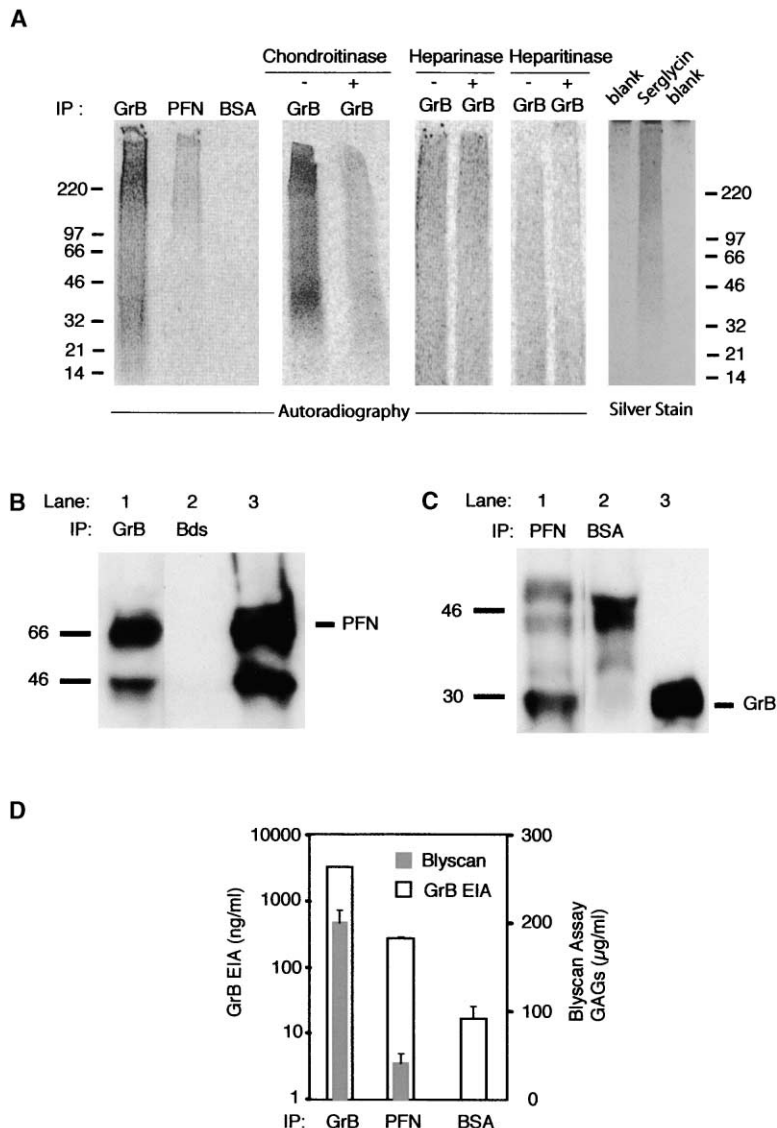 A
Chondroitinase Heparinase Heparitinase
- + - + - +
blank Serglycin blank
IP : GrB PFN BSA GrB GrB GrB GrB GrB GrB
220
97
66
46
32
21
14
220
97
66
46
32
21
14
Autoradiography Silver Stain
B Lane: 1 2 3
IP: GrB Bds
66
46
PFN
C Lane: 1 2 3
IP: PFN BSA
46
30
GrB
D
10000
1000
100
10
1
GrB EIA (ng/ml)
Blyscan
GrB EIA
300
200
100
0
Blyscan Assay
GAGs (µg/ml)
IP: GrB PFN BSA